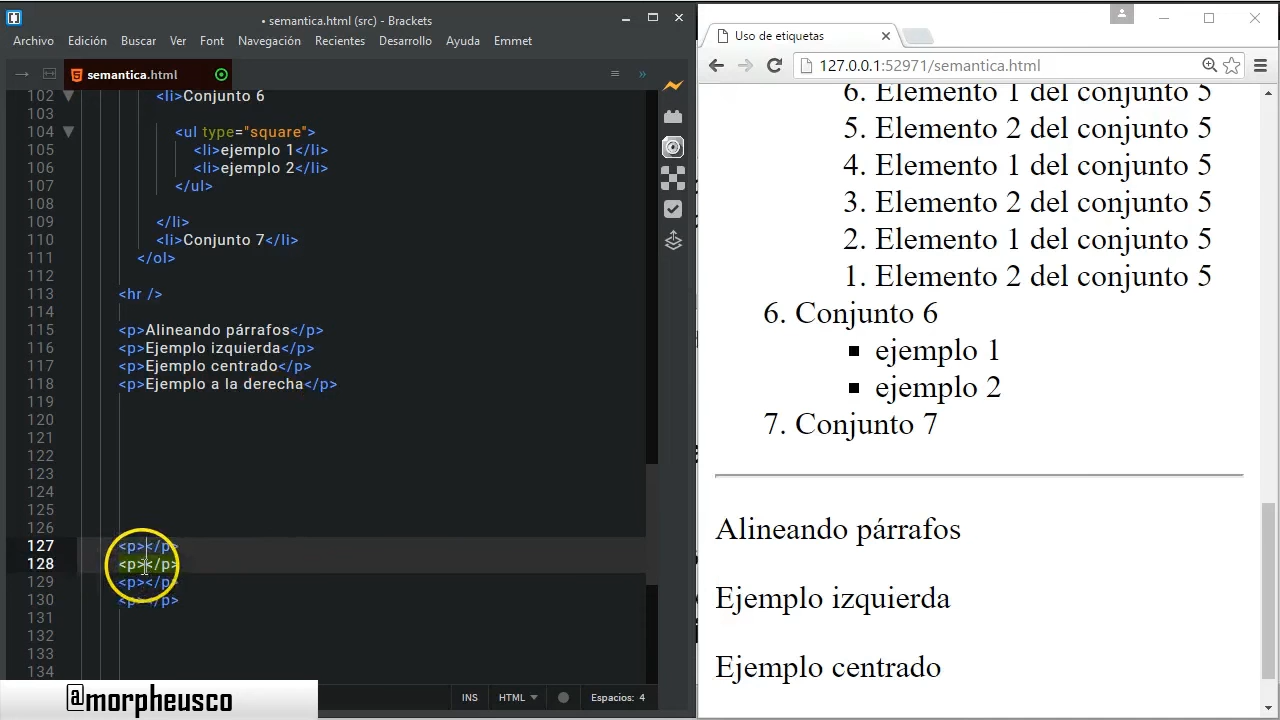 • semantica.html (src) - Brackets
Archivo Edición Buscar Ver Font Navegación Recientes Desarrollo Ayuda Emmet
semantica.html
102 <li>Conjunto 6
103
104 <ul type="square">
105 <li>ejemplo 1</li>
106 <li>ejemplo 2</li>
107 </ul>
108
109 </li>
110 <li>Conjunto 7</li>
111 </ol>
112
113 <hr />
114
115 <p>Alineando párrafos</p>
116 <p>Ejemplo izquierda</p>
117 <p>Ejemplo centrado</p>
118 <p>Ejemplo a la derecha</p>
119
120
121
122
123
124
125
126
127 <p></p>
128 <p></p>
129 <p></p>
130 <p></p>
131
132
133
134
INS HTML Espacios: 4
@morpheusco
Uso de etiquetas
127.0.0.1:52971/semantica.html
6. Elemento 1 del conjunto 5
5. Elemento 2 del conjunto 5
4. Elemento 1 del conjunto 5
3. Elemento 2 del conjunto 5
2. Elemento 1 del conjunto 5
1. Elemento 2 del conjunto 5
6. Conjunto 6
ejemplo 1
ejemplo 2
7. Conjunto 7
Alineando párrafos
Ejemplo izquierda
Ejemplo centrado